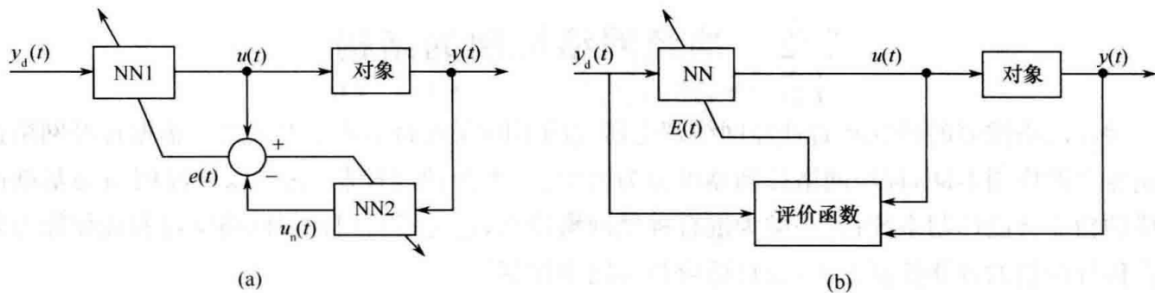 y_d(t)
NN1
u(t)
对象
y(t)
+
−
e(t)
NN2
u_n(t)
(a)
y_d(t)
NN
u(t)
对象
y(t)
E(t)
评价函数
(b)